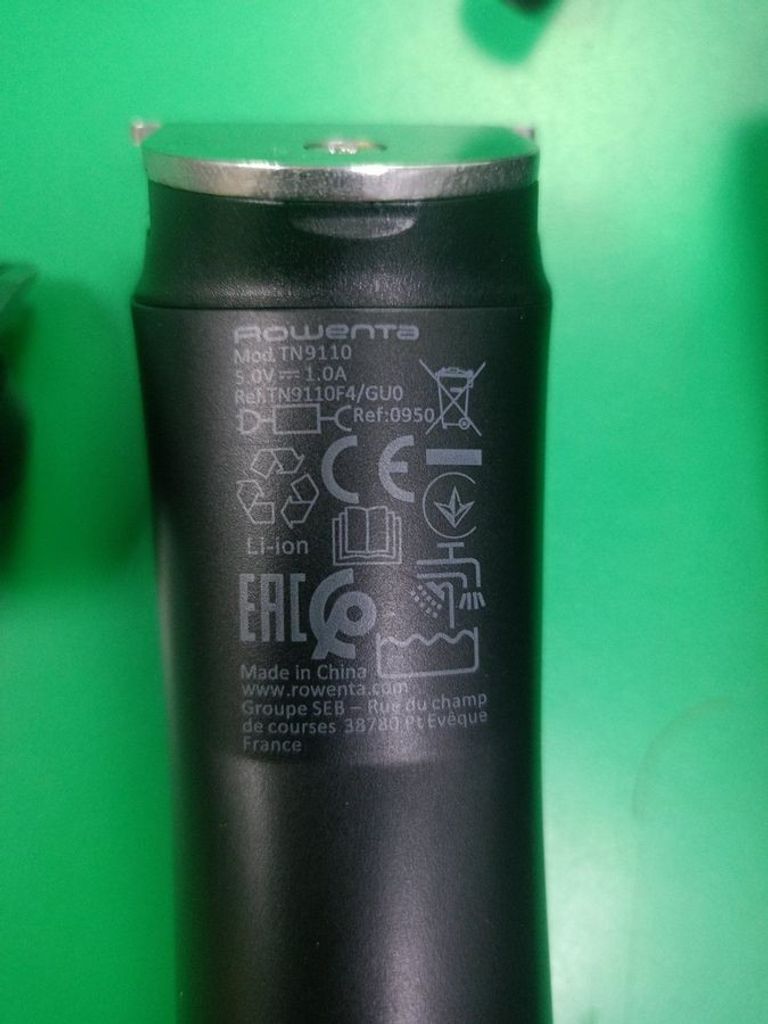 Rowenta
Mod.TN9110
5.0V⎓1.0A
Ref.TN9110F4/GU0
Ref:0950
CE
Li-ion
EAC
Made in China
www.rowenta.com
Groupe SEB – Rue du champ
de courses 38780 Pt Evêque
France